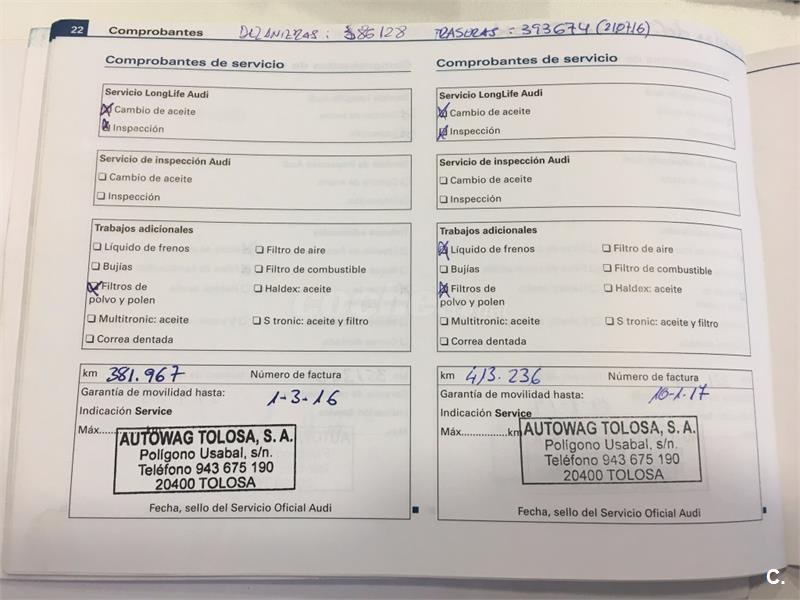 22 Comprobantes DELANTERAS: 386128 TRASERAS: 393674 (210716)
Comprobantes de servicio
Servicio LongLife Audi
Cambio de aceite
Inspección
Servicio de inspección Audi
Cambio de aceite
Inspección
Trabajos adicionales
Líquido de frenos Filtro de aire
Bujías Filtro de combustible
Filtros de polvo y polen Haldex: aceite
Multitronic: aceite S tronic: aceite y filtro
Correa dentada
km 381.967 Número de factura
Garantía de movilidad hasta: 1-3-16
Indicación Service
Máx...........km
AUTOWAG TOLOSA, S. A.
Polígono Usabal, s/n.
Teléfono 943 675 190
20400 TOLOSA
Fecha, sello del Servicio Oficial Audi
Comprobantes de servicio
Servicio LongLife Audi
Cambio de aceite
Inspección
Servicio de inspección Audi
Cambio de aceite
Inspección
Trabajos adicionales
Líquido de frenos Filtro de aire
Bujías Filtro de combustible
Filtros de polvo y polen Haldex: aceite
Multitronic: aceite S tronic: aceite y filtro
Correa dentada
km 413.236 Número de factura
Garantía de movilidad hasta: 10-1-17
Indicación Service
Máx...............km
AUTOWAG TOLOSA, S. A.
Polígono Usabal, s/n.
Teléfono 943 675 190
20400 TOLOSA
Fecha, sello del Servicio Oficial Audi
C.